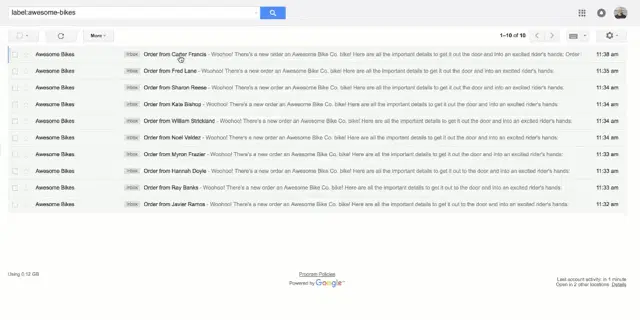 label:awesome-bikes
More
1–10 of 10
Awesome Bikes Inbox Order from Carter Francis - Woohoo! There's a new order an Awesome Bike Co. bike! Here are all the important details to get it out the door and into an excited rider's hands: Order 11:38 am
Awesome Bikes Inbox Order from Fred Lane - Woohoo! There's a new order an Awesome Bike Co. bike! Here are all the important details to get it out the door and into an excited rider's hands: 11:35 am
Awesome Bikes Inbox Order from Sharon Reese - Woohoo! There's a new order an Awesome Bike Co. bike! Here are all the important details to get it out the door and into an excited rider's hands: 11:34 am
Awesome Bikes Inbox Order from Kate Bishop - Woohoo! There's a new order an Awesome Bike Co. bike! Here are all the important details to get it out the door and into an excited rider's hands: 11:34 am
Awesome Bikes Inbox Order from William Strickland - Woohoo! There's a new order an Awesome Bike Co. bike! Here are all the important details to get it out the door and into an excited rider's hands: 11:34 am
Awesome Bikes Inbox Order from Noel Veldez - Woohoo! There's a new order an Awesome Bike Co. bike! Here are all the important details to get it out the door and into an excited rider's hands: 11:34 am
Awesome Bikes Inbox Order from Myron Frazier - Woohoo! There's a new order an Awesome Bike Co. bike! Here are all the important details to get it out the door and into an excited rider's hands: 11:33 am
Awesome Bikes Inbox Order from Hannah Doyle - Woohoo! There's a new order an Awesome Bike Co. bike! Here are all the important details to get it out the door and into an excited rider's hands: 11:33 am
Awesome Bikes Inbox Order from Ray Banks - Woohoo! There's a new order an Awesome Bike Co. bike! Here are all the important details to get it out to the door and into an excited rider's hands: 11:33 am
Awesome Bikes Inbox Order from Javier Ramos - Woohoo! There's a new order an Awesome Bike Co. bike! Here are all the important details to get it out the door and into an excited rider's hands: 11:32 am
Using 0.12 GB
Program Policies
Powered by Google
Last account activity: in 1 minute
Open in 2 other locations Details